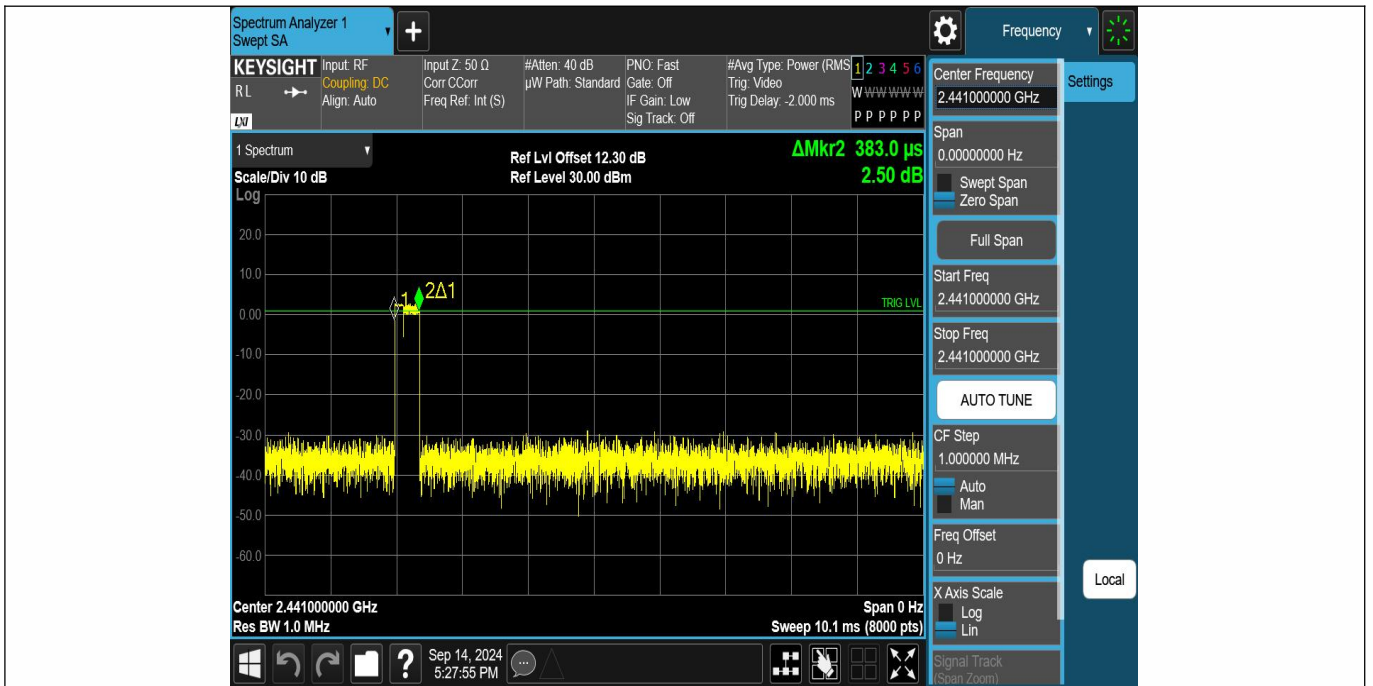 Spectrum Analyzer 1
Swept SA
+
Frequency
KEYSIGHT
RL
LXI
Input: RF
Coupling: DC
Align: Auto
Input Z: 50 Ω
Corr CCorr
Freq Ref: Int (S)
#Atten: 40 dB
µW Path: Standard
PNO: Fast
Gate: Off
IF Gain: Low
Sig Track: Off
#Avg Type: Power (RMS
Trig: Video
Trig Delay: -2.000 ms
1 2 3 4 5 6
W W W W W W
P P P P P P
1 Spectrum
Scale/Div 10 dB
Ref Lvl Offset 12.30 dB
Ref Level 30.00 dBm
ΔMkr2 383.0 µs
2.50 dB
Log
20.0
10.0
0.00
-10.0
-20.0
-30.0
-40.0
-50.0
-60.0
1
2Δ1
TRIG LVL
Center 2.441000000 GHz
Res BW 1.0 MHz
Span 0 Hz
Sweep 10.1 ms (8000 pts)
Center Frequency
2.441000000 GHz
Settings
Span
0.00000000 Hz
Swept Span
Zero Span
Full Span
Start Freq
2.441000000 GHz
Stop Freq
2.441000000 GHz
AUTO TUNE
CF Step
1.000000 MHz
Auto
Man
Freq Offset
0 Hz
X Axis Scale
Log
Lin
Signal Track
(Span Zoom)
Local
?
Sep 14, 2024
5:27:55 PM